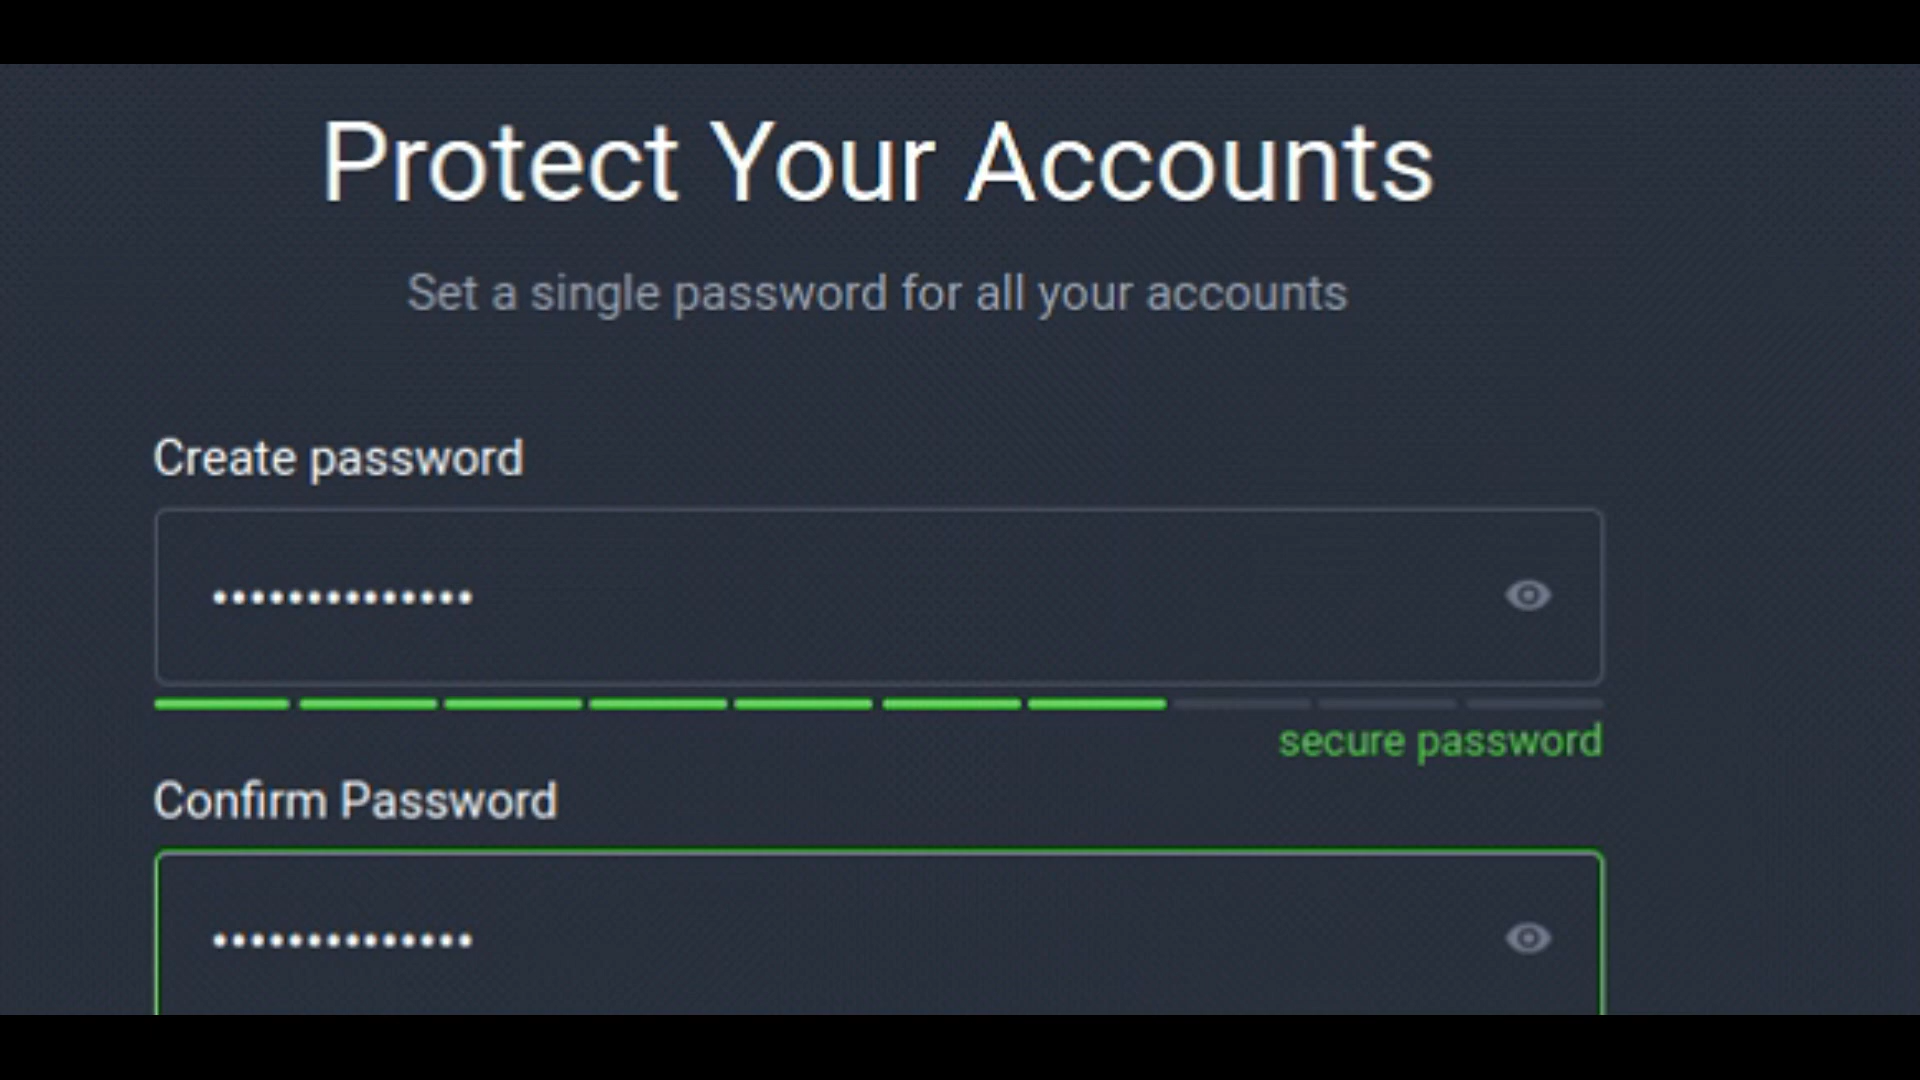 Protect Your Accounts
Set a single password for all your accounts
Create password
••••••••••••••
secure password
Confirm Password
••••••••••••••